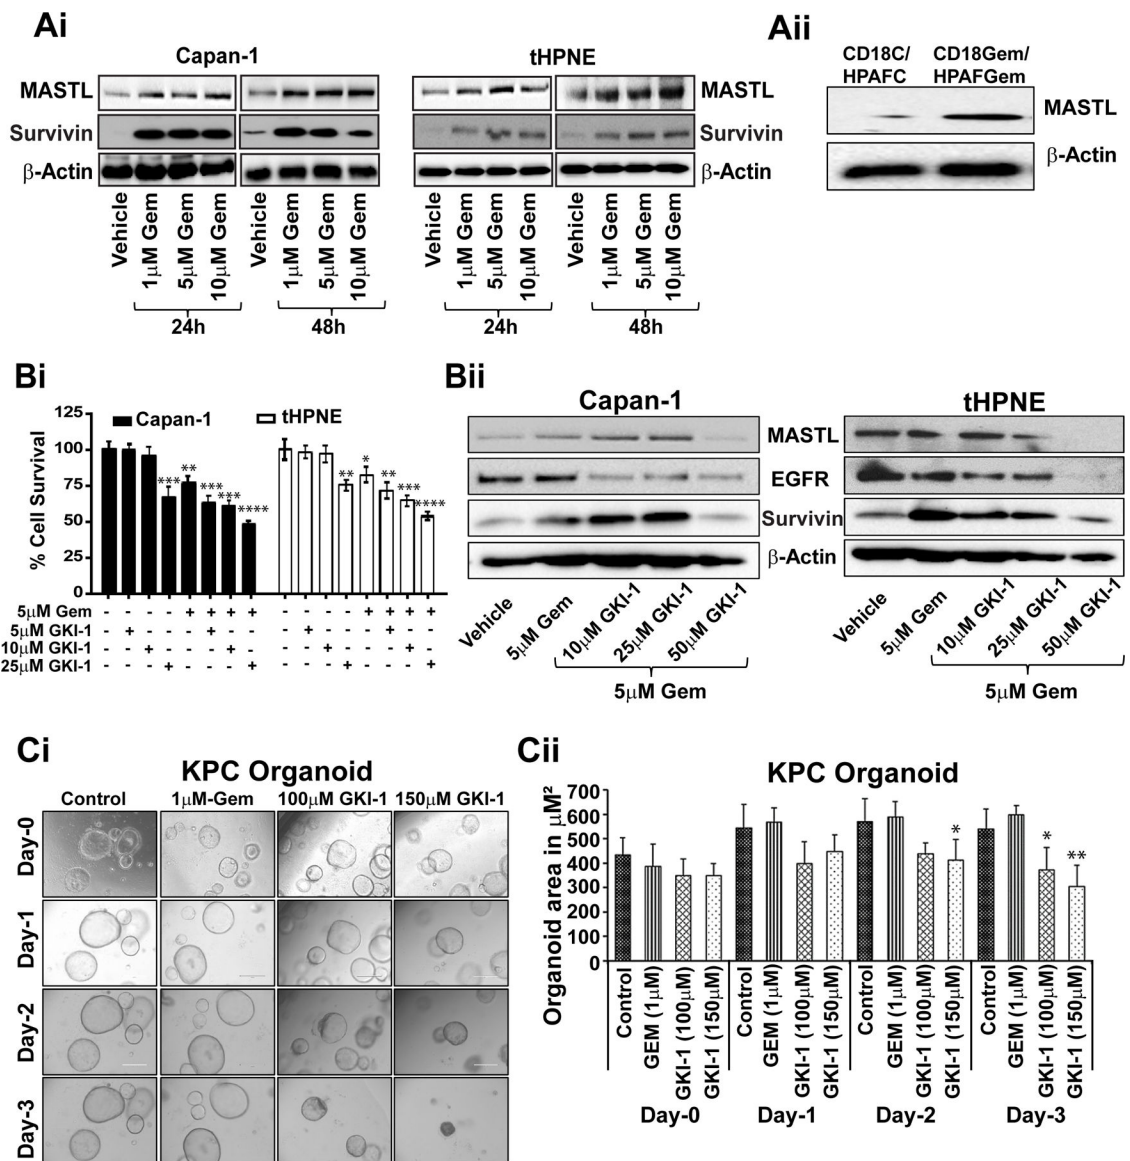 Ai
Capan-1
tHPNE
MASTL
MASTL
Survivin
Survivin
β-Actin
β-Actin
Vehicle
1μM Gem
5μM Gem
10μM Gem
Vehicle
1μM Gem
5μM Gem
10μM Gem
Vehicle
1μM Gem
5μM Gem
10μM Gem
Vehicle
1μM Gem
5μM Gem
10μM Gem
24h
48h
24h
48h
Aii
CD18C/
HPAFC
CD18Gem/
HPAFGem
MASTL
β-Actin
Bi
% Cell Survival
125
100
75
50
25
0
Capan-1
tHPNE
*** ** *** *** ****
** * ** *** ****
5μM Gem - - - - + + + + - - - - + + + +
5μM GKI-1 - + - - - + - - - + - - - + - -
10μM GKI-1 - - + - - - + - - - + - - - + -
25μM GKI-1 - - - + - - - + - - - + - - - +
Bii
Capan-1
tHPNE
MASTL
EGFR
Survivin
β-Actin
Vehicle
5μM Gem
10μM GKI-1
25μM GKI-1
50μM GKI-1
5μM Gem
Vehicle
5μM Gem
10μM GKI-1
25μM GKI-1
50μM GKI-1
5μM Gem
Ci
KPC Organoid
Control
1μM-Gem
100μM GKI-1
150μM GKI-1
Day-0
Day-1
Day-2
Day-3
Cii
KPC Organoid
Organoid area in μM²
700
600
500
400
300
200
100
0
*
*
**
Control
GEM (1μM)
GKI-1 (100μM)
GKI-1 (150μM)
Control
GEM (1μM)
GKI-1 (100μM)
GKI-1 (150μM)
Control
GEM (1μM)
GKI-1 (100μM)
GKI-1 (150μM)
Control
GEM (1μM)
GKI-1 (100μM)
GKI-1 (150μM)
Day-0
Day-1
Day-2
Day-3